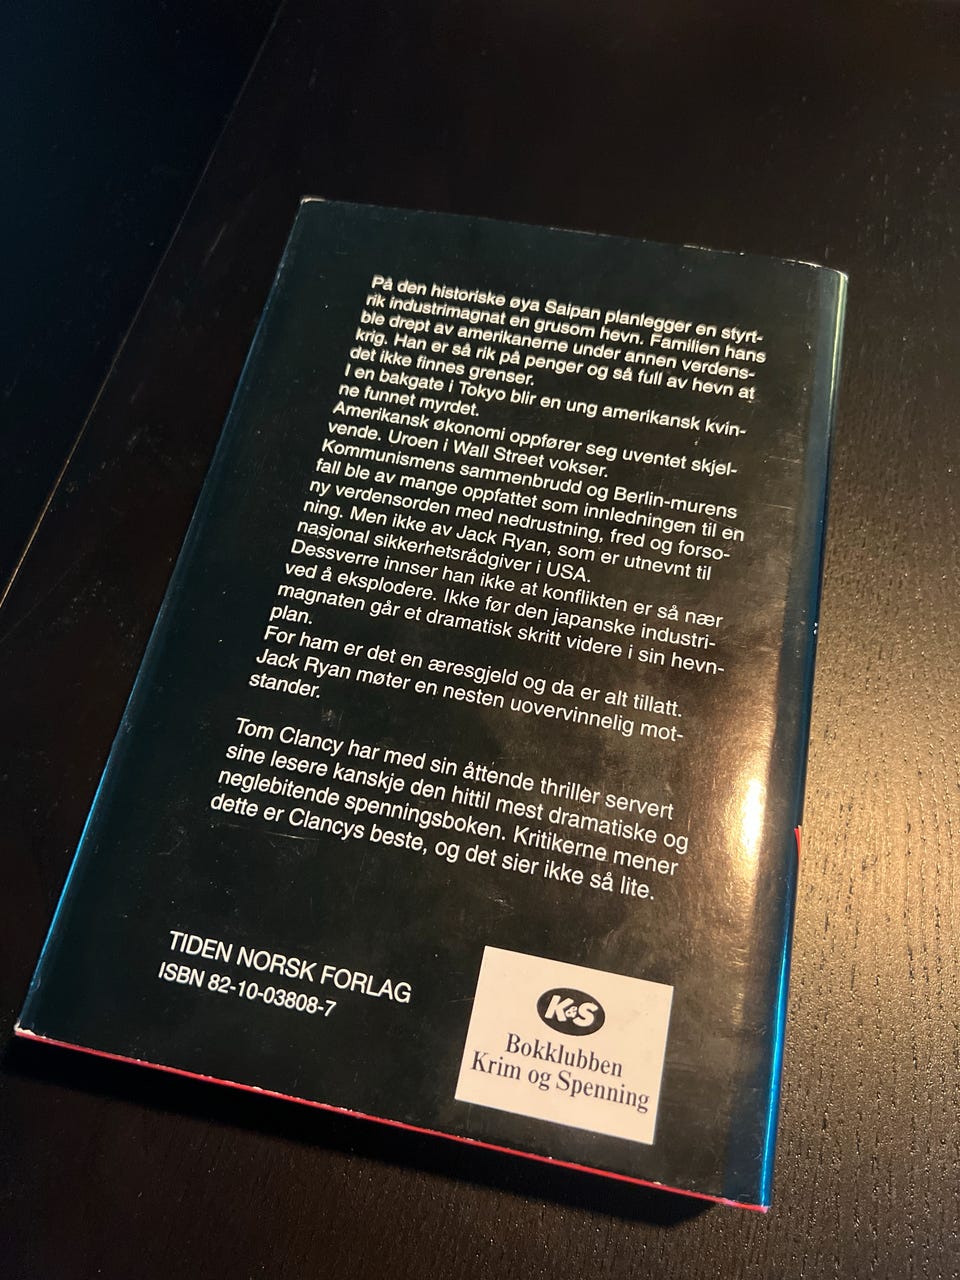 På den historiske øya Saipan planlegger en styrt-
rik industrimagnat en grusom hevn. Familien hans
ble drept av amerikanerne under annen verdens-
krig. Han er så rik på penger og så full av hevn at
det ikke finnes grenser.
I en bakgate i Tokyo blir en ung amerikansk kvin-
ne funnet myrdet.
Amerikansk økonomi oppfører seg uventet skjel-
vende. Uroen i Wall Street vokser.
Kommunismens sammenbrudd og Berlin-murens
fall ble av mange oppfattet som innledningen til en
ny verdensorden med nedrustning, fred og forso-
ning. Men ikke av Jack Ryan, som er utnevnt til
nasjonal sikkerhetsrådgiver i USA.
Dessverre innser han ikke at konflikten er så nær
ved å eksplodere. Ikke før den japanske industri-
magnaten går et dramatisk skritt videre i sin hevn-
plan.
For ham er det en æresgjeld og da er alt tillatt.
Jack Ryan møter en nesten uovervinnelig mot-
stander.
Tom Clancy har med sin åttende thriller servert
sine lesere kanskje den hittil mest dramatiske og
neglebitende spenningsboken. Kritikerne mener
dette er Clancys beste, og det sier ikke så lite.
TIDEN NORSK FORLAG
ISBN 82-10-03808-7
K&S
Bokklubben
Krim og Spenning